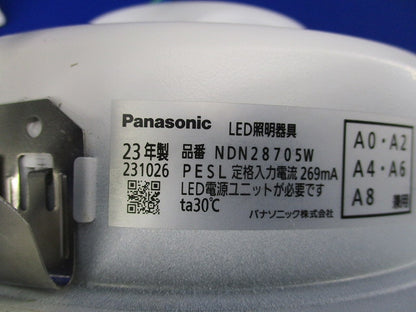 Panasonic LED照明器具
23年製 品番 NDN28705W
231026 PESL 定格入力電流 269mA
LED電源ユニットが必要です
ta30℃
パナソニック株式会社
A0・A2
A4・A6
A8 兼用